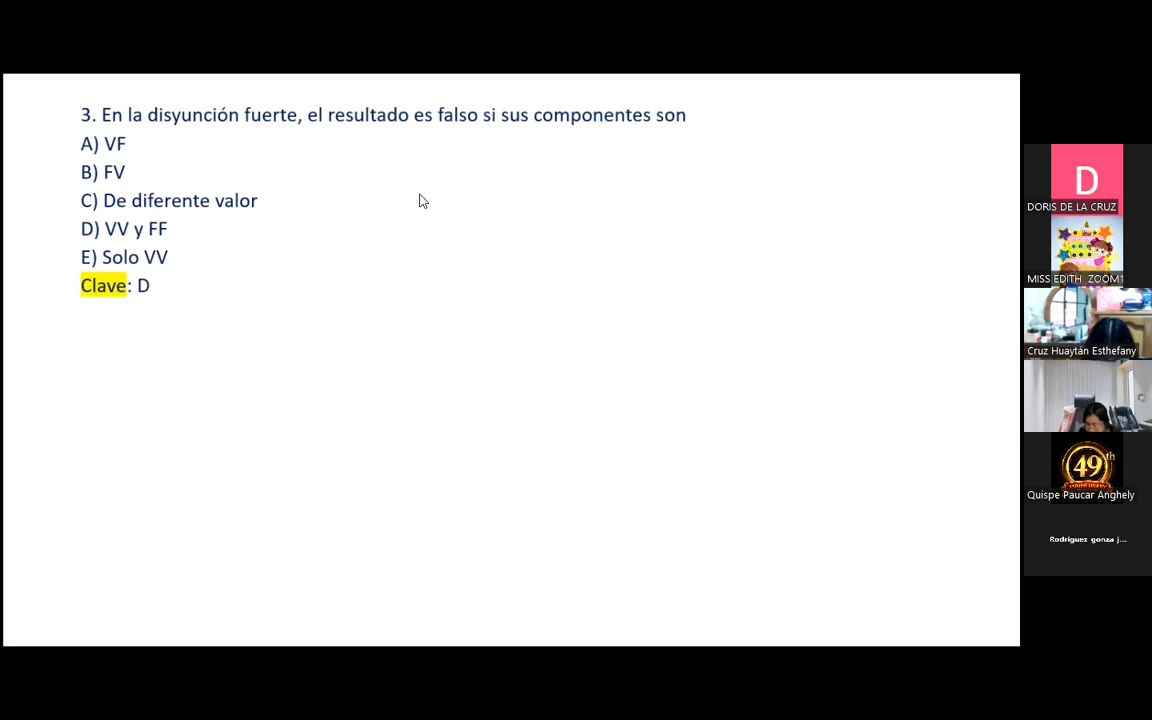 3. En la disyunción fuerte, el resultado es falso si sus componentes son
A) VF
B) FV
C) De diferente valor
D) VV y FF
E) Solo VV
Clave: D
D
DORIS DE LA CRUZ
MISS EDITH ZOOM1
Cruz Huaytán Esthefany
49th
Quispe Paucar Anghely
Rodriguez gonza j...